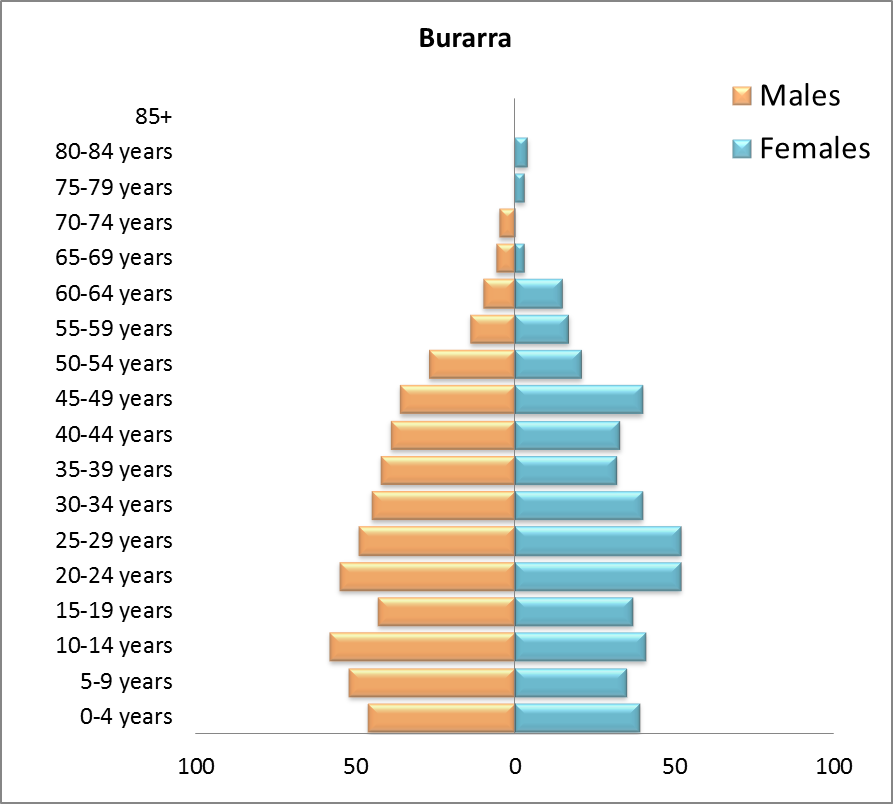 Burarra
Males
Females
85+
80-84 years
75-79 years
70-74 years
65-69 years
60-64 years
55-59 years
50-54 years
45-49 years
40-44 years
35-39 years
30-34 years
25-29 years
20-24 years
15-19 years
10-14 years
5-9 years
0-4 years
100 50 0 50 100